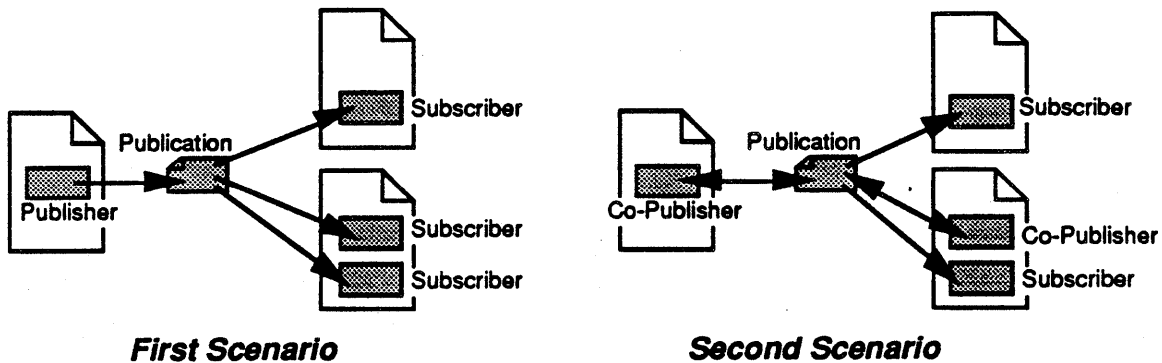 Subscriber
Publication
Publisher
Subscriber
Subscriber
First Scenario
Subscriber
Publication
Co-Publisher
Co-Publisher
Subscriber
Second Scenario